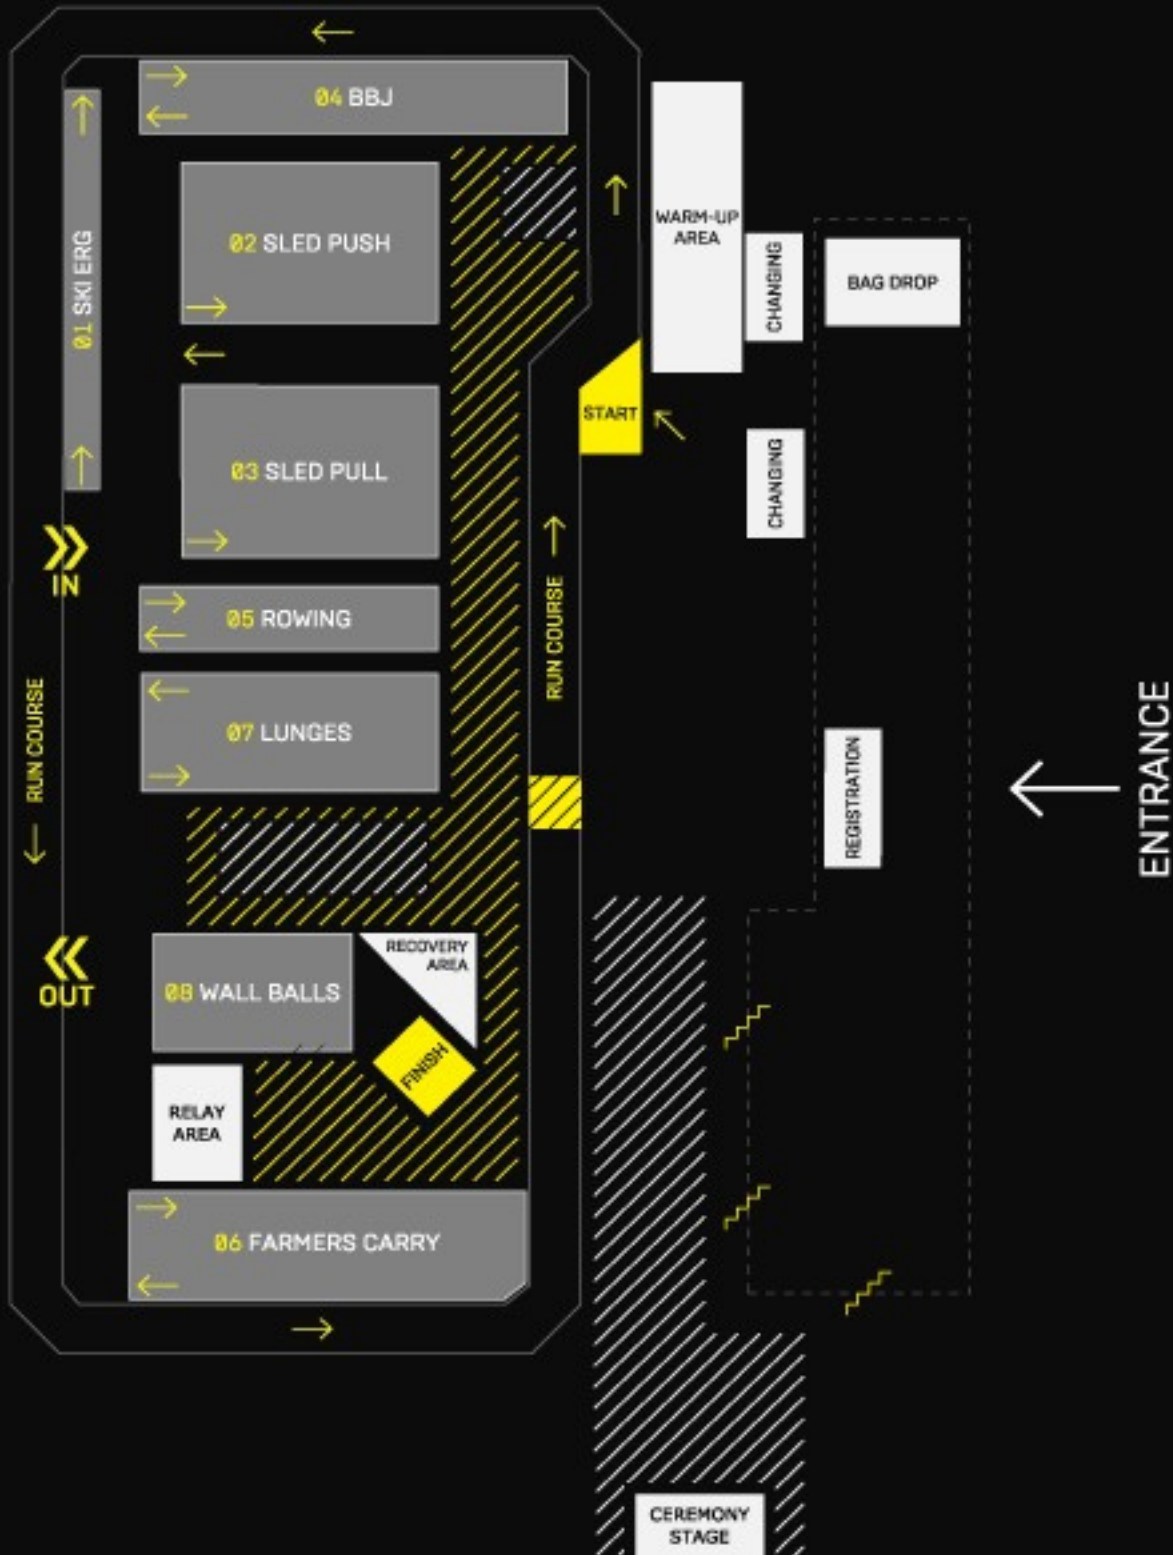 04 BBJ
02 SLED PUSH
01 SKI ERG
WARM-UP
AREA
CHANGING
BAG DROP
START
03 SLED PULL
CHANGING
IN
05 ROWING
RUN COURSE
RUN COURSE
07 LUNGES
REGISTRATION
ENTRANCE
RECOVERY
AREA
OUT
08 WALL BALLS
FINISH
RELAY
AREA
06 FARMERS CARRY
CEREMONY
STAGE